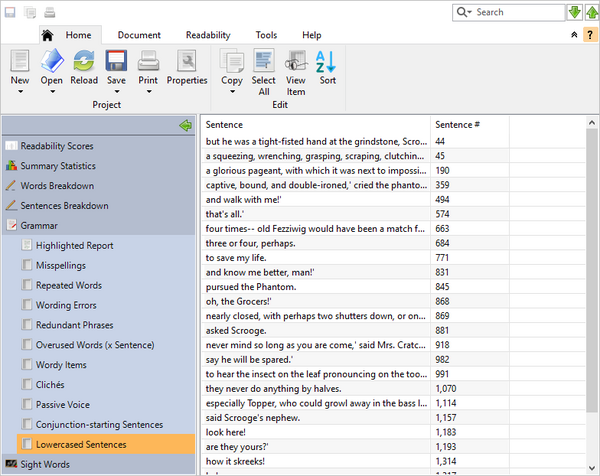 Search
Home Document Readability Tools Help
?
New Open Reload Save Print Properties Copy Select All View Item Sort
Project Edit
Readability Scores
Summary Statistics
Words Breakdown
Sentences Breakdown
Grammar
Highlighted Report
Misspellings
Repeated Words
Wording Errors
Redundant Phrases
Overused Words (x Sentence)
Wordy Items
Clichés
Passive Voice
Conjunction-starting Sentences
Lowercased Sentences
Sight Words
Sentence Sentence #
but he was a tight-fisted hand at the grindstone, Scro... 44
a squeezing, wrenching, grasping, scraping, clutchin... 45
a glorious pageant, with which it was next to impossi... 190
captive, bound, and double-ironed,' cried the phanto... 359
and walk with me!' 494
that's all.' 574
four times-- old Fezziwig would have been a match f... 663
three or four, perhaps. 684
to save my life. 771
and know me better, man!' 831
pursued the Phantom. 845
oh, the Grocers!' 868
nearly closed, with perhaps two shutters down, or on... 869
asked Scrooge. 881
never mind so long as you are come,' said Mrs. Cratc... 918
say he will be spared.' 982
to hear the insect on the leaf pronouncing on the too... 991
they never do anything by halves. 1,070
especially Topper, who could growl away in the bass l... 1,114
said Scrooge's nephew. 1,157
look here! 1,183
are they yours?' 1,193
how it skreeks! 1,314